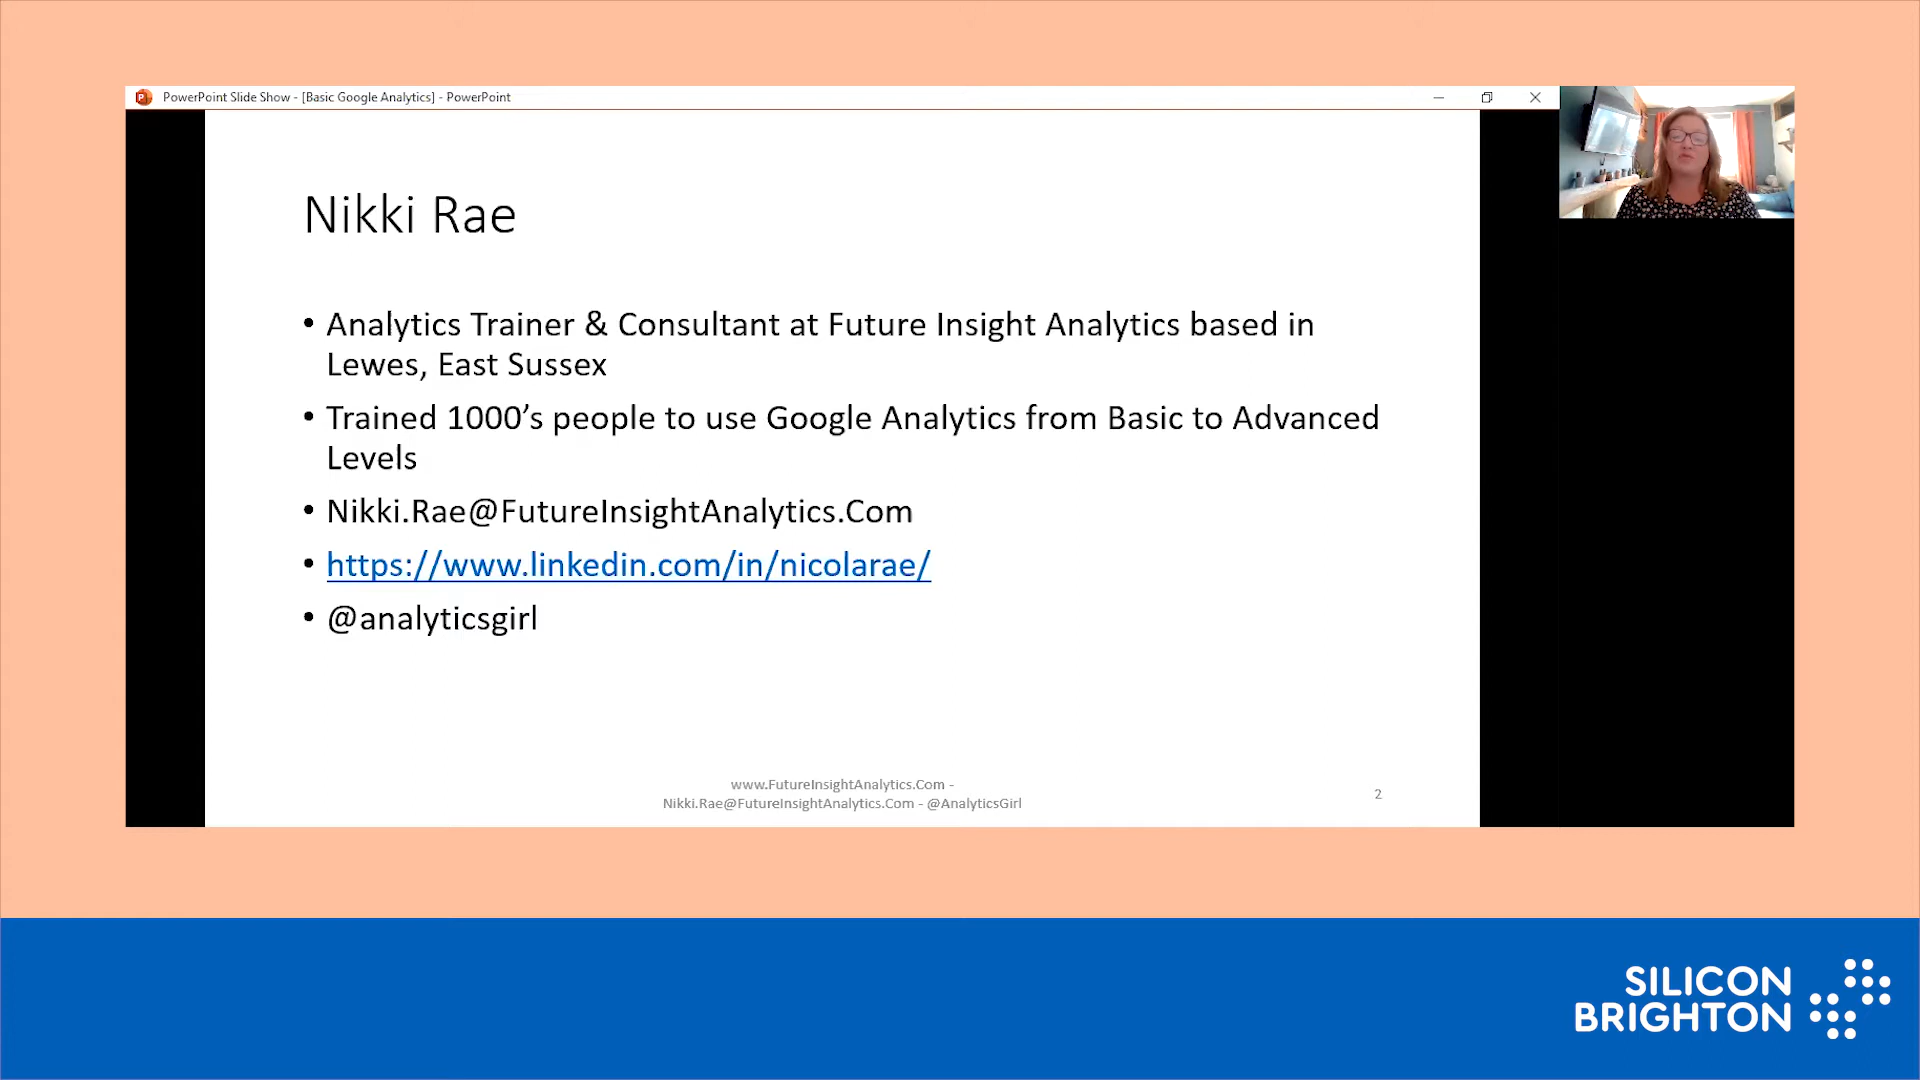 PowerPoint Slide Show - [Basic Google Analytics] - PowerPoint
Nikki Rae
• Analytics Trainer & Consultant at Future Insight Analytics based in
Lewes, East Sussex
• Trained 1000's people to use Google Analytics from Basic to Advanced
Levels
• Nikki.Rae@FutureInsightAnalytics.Com
• https://www.linkedin.com/in/nicolarae/
• @analyticsgirl
www.FutureInsightAnalytics.Com -
Nikki.Rae@FutureInsightAnalytics.Com - @AnalyticsGirl
2
SILICON
BRIGHTON